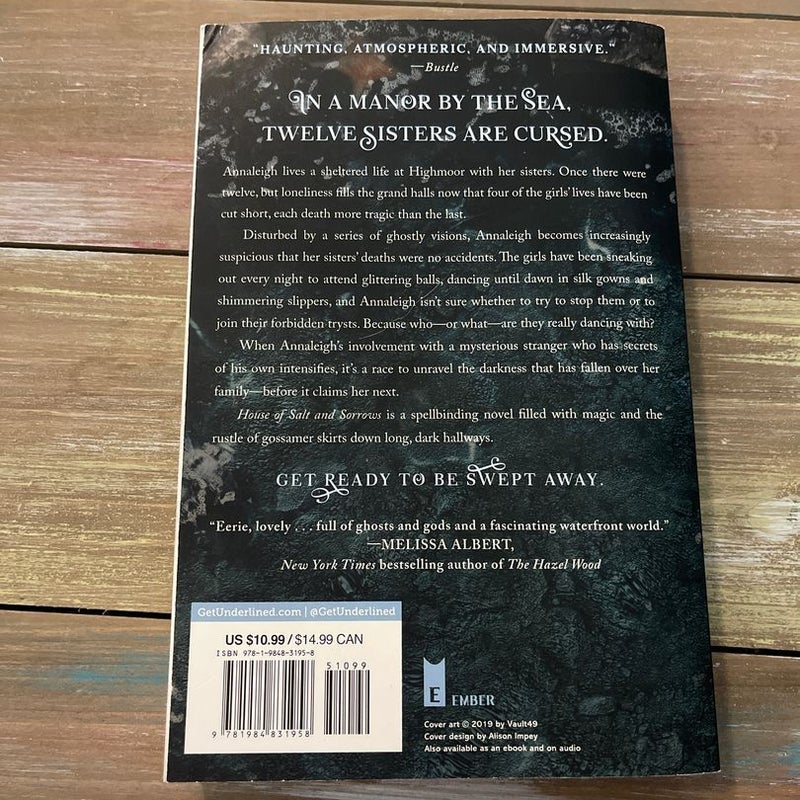 “HAUNTING, ATMOSPHERIC, AND IMMERSIVE.“
—Bustle
IN A MANOR BY THE SEA,
TWELVE SISTERS ARE CURSED.
Annaleigh lives a sheltered life at Highmoor with her sisters. Once there were
twelve, but loneliness fills the grand halls now that four of the girls’ lives have been
cut short, each death more tragic than the last.
Disturbed by a series of ghostly visions, Annaleigh becomes increasingly
suspicious that her sisters’ deaths were no accidents. The girls have been sneaking
out every night to attend glittering balls, dancing until dawn in silk gowns and
shimmering slippers, and Annaleigh isn’t sure whether to try to stop them or to
join their forbidden trysts. Because who—or what—are they really dancing with?
When Annaleigh’s involvement with a mysterious stranger who has secrets
of his own intensifies, it’s a race to unravel the darkness that has fallen over her
family—before it claims her next.
House of Salt and Sorrows is a spellbinding novel filled with magic and the
rustle of gossamer skirts down long, dark hallways.
GET READY TO BE SWEPT AWAY.
“Eerie, lovely . . . full of ghosts and gods and a fascinating waterfront world.”
—MELISSA ALBERT,
New York Times bestselling author of The Hazel Wood
GetUnderlined.com | @GetUnderlined
US $10.99 / $14.99 CAN
ISBN 978-1-9848-3195-8
51099
9 781984 831958
E EMBER
Cover art © 2019 by Vault49
Cover design by Alison Impey
Also available as an ebook and on audio